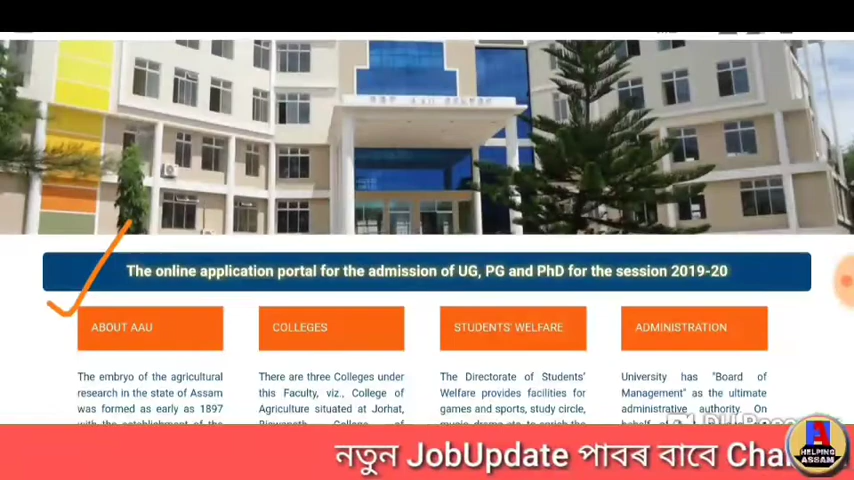 The online application portal for the admission of UG, PG and PhD for the session 2019-20
ABOUT AAU
COLLEGES
STUDENTS' WELFARE
ADMINISTRATION
The embryo of the agricultural
research in the state of Assam
was formed as early as 1897
There are three Colleges under
this Faculty, viz., College of
Agriculture situated at Jorhat,
The Directorate of Students'
Welfare provides facilities for
games and sports, study circle,
University has "Board of
Management" as the ultimate
administrative authority. On
নতুন JobUpdate পাবৰ বাবে
HELPING
ASSAM